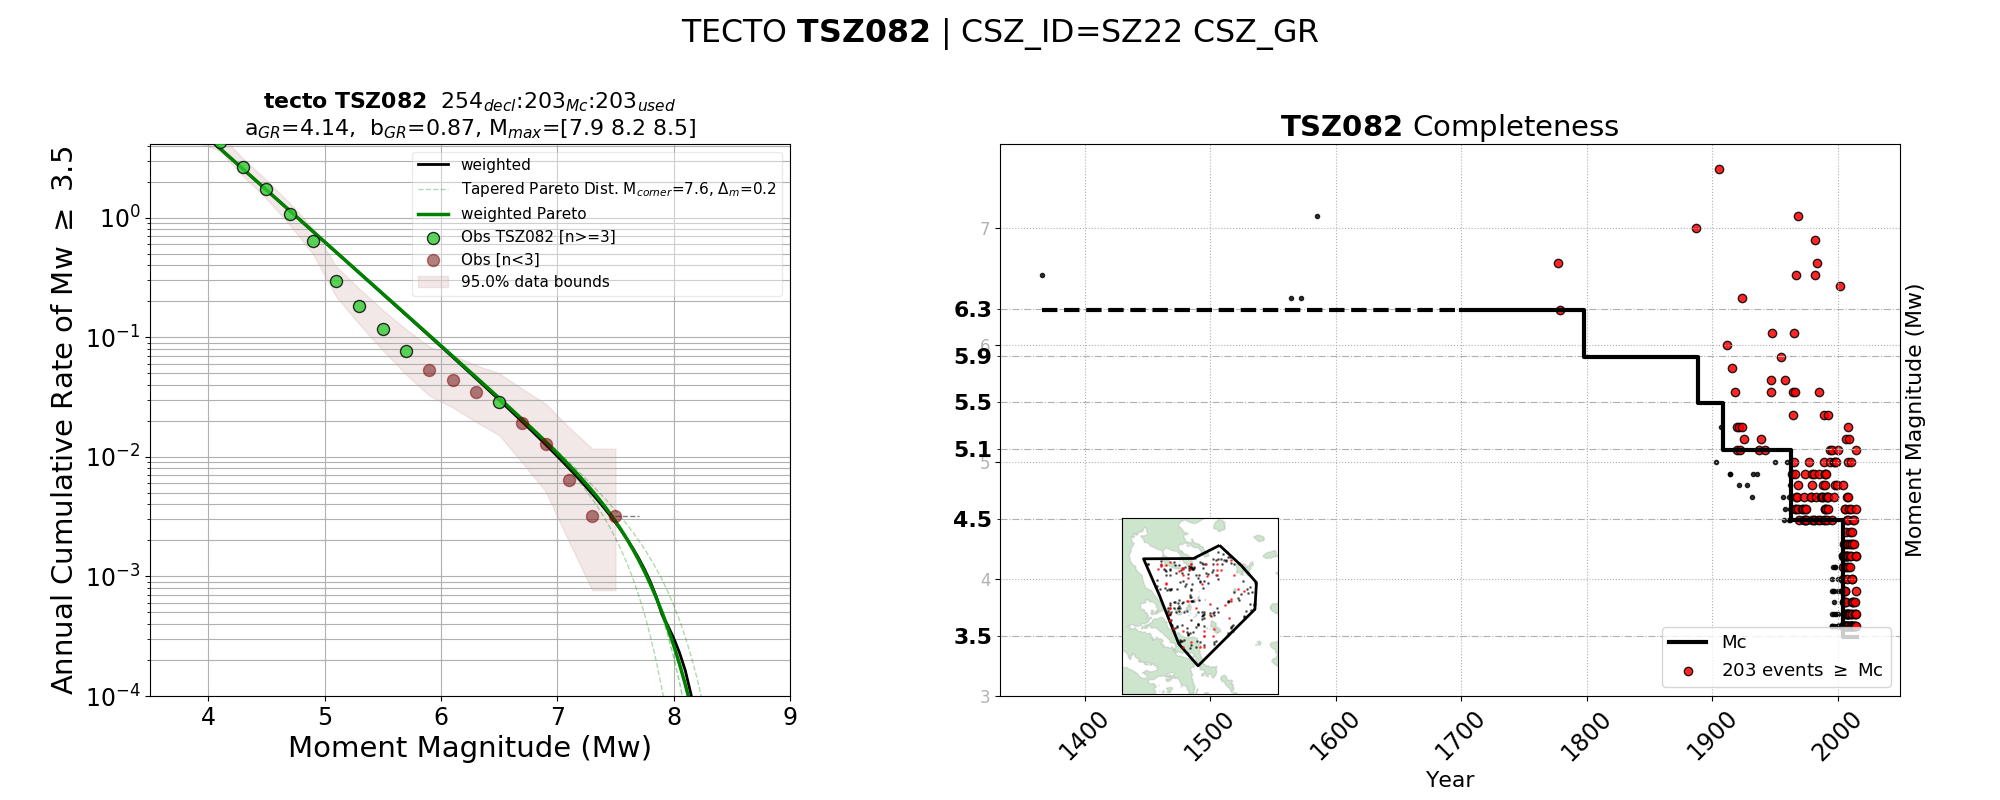 TECTO TSZ082 | CSZ_ID=SZ22 CSZ_GR
tecto TSZ082 254decl:203Mc:203used
aGR=4.14, bGR=0.87, Mmax=[7.9 8.2 8.5]
Annual Cumulative Rate of Mw ≥ 3.5
10^0
10^−1
10^−2
10^−3
10^−4
weighted
Tapered Pareto Dist. Mcorner=7.6, Δm=0.2
weighted Pareto
Obs TSZ082 [n>=3]
Obs [n<3]
95.0% data bounds
4 5 6 7 8 9
Moment Magnitude (Mw)
TSZ082 Completeness
7
6.3
6
5.9
5.5
5.1
5
4.5
4
3.5
3
Mc
203 events ≥ Mc
1400 1500 1600 1700 1800 1900 2000
Year
Moment Magnitude (Mw)